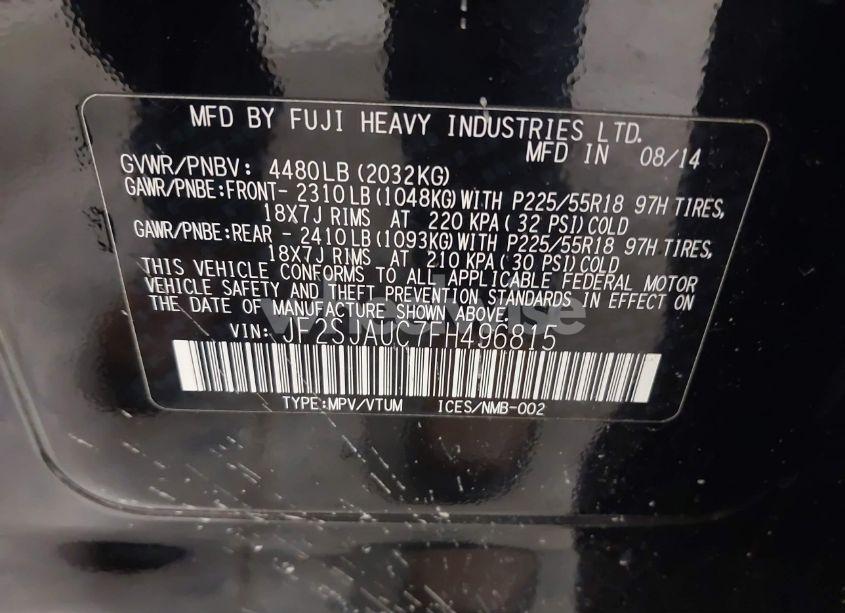 MFD BY FUJI HEAVY INDUSTRIES LTD.
MFD IN 08/14
GVWR/PNBV: 4480LB (2032KG)
GAWR/PNBE:FRONT- 2310LB (1048KG) WITH P225/55R18 97H TIRES,
18X7J RIMS AT 220 KPA (32 PSI) COLD
GAWR/PNBE:REAR - 2410LB (1093KG) WITH P225/55R18 97H TIRES,
18X7J RIMS AT 210 KPA (30 PSI) COLD
THIS VEHICLE CONFORMS TO ALL APPLICABLE FEDERAL MOTOR
VEHICLE SAFETY AND THEFT PREVENTION STANDARDS IN EFFECT ON
THE DATE OF MANUFACTURE SHOWN ABOVE.
VIN: JF2SJAUC7FH496815
TYPE:MPV/VTUM ICES/NMB-002